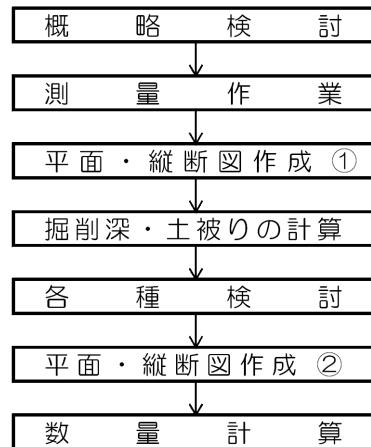 概略検討
測量作業
平面・縦断図作成 ①
掘削深・土被りの計算
各種検討
平面・縦断図作成 ②
数量計算